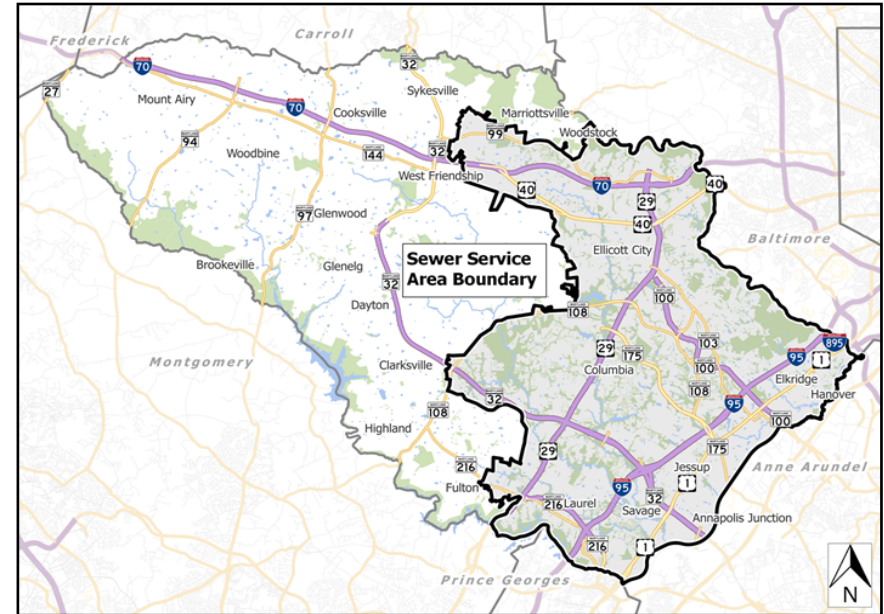 Frederick
Carroll
70
27
32
Mount Airy
Sykesville
70
Cooksville
Marriottsville
99
Woodstock
94
144
32
Woodbine
West Friendship
40
70
40
29
97
Glenwood
40
Baltimore
Ellicott City
Brookeville
Glenelg
Sewer Service
Area Boundary
32
100
Dayton
108
103
895
Montgomery
29
175
95
1
Columbia
100
Clarksville
Elkridge
108
32
95
Hanover
108
100
Highland
29
175
216
Jessup
Anne Arundel
Fulton
95
1
32
216
Laurel
Savage
Annapolis Junction
216
1
Prince Georges
N